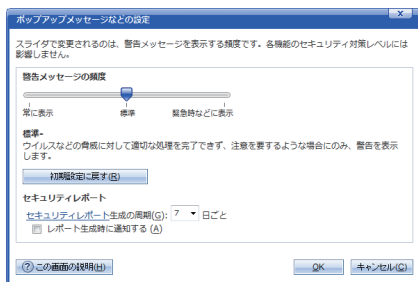 ポップアップメッセージなどの設定
x
スライダで変更されるのは、警告メッセージを表示する頻度です。各機能のセキュリティ対策レベルには
影響しません。
警告メッセージの頻度
常に表示 標準 緊急時などに表示
標準-
ウイルスなどの脅威に対して適切な処理を完了できず、注意を要するような場合にのみ、警告を表示
します。
初期設定に戻す(R)
セキュリティレポート
セキュリティレポート生成の周期(G): 7 日ごと
レポート生成時に通知する (A)
? この画面の説明(H) OK キャンセル(C)